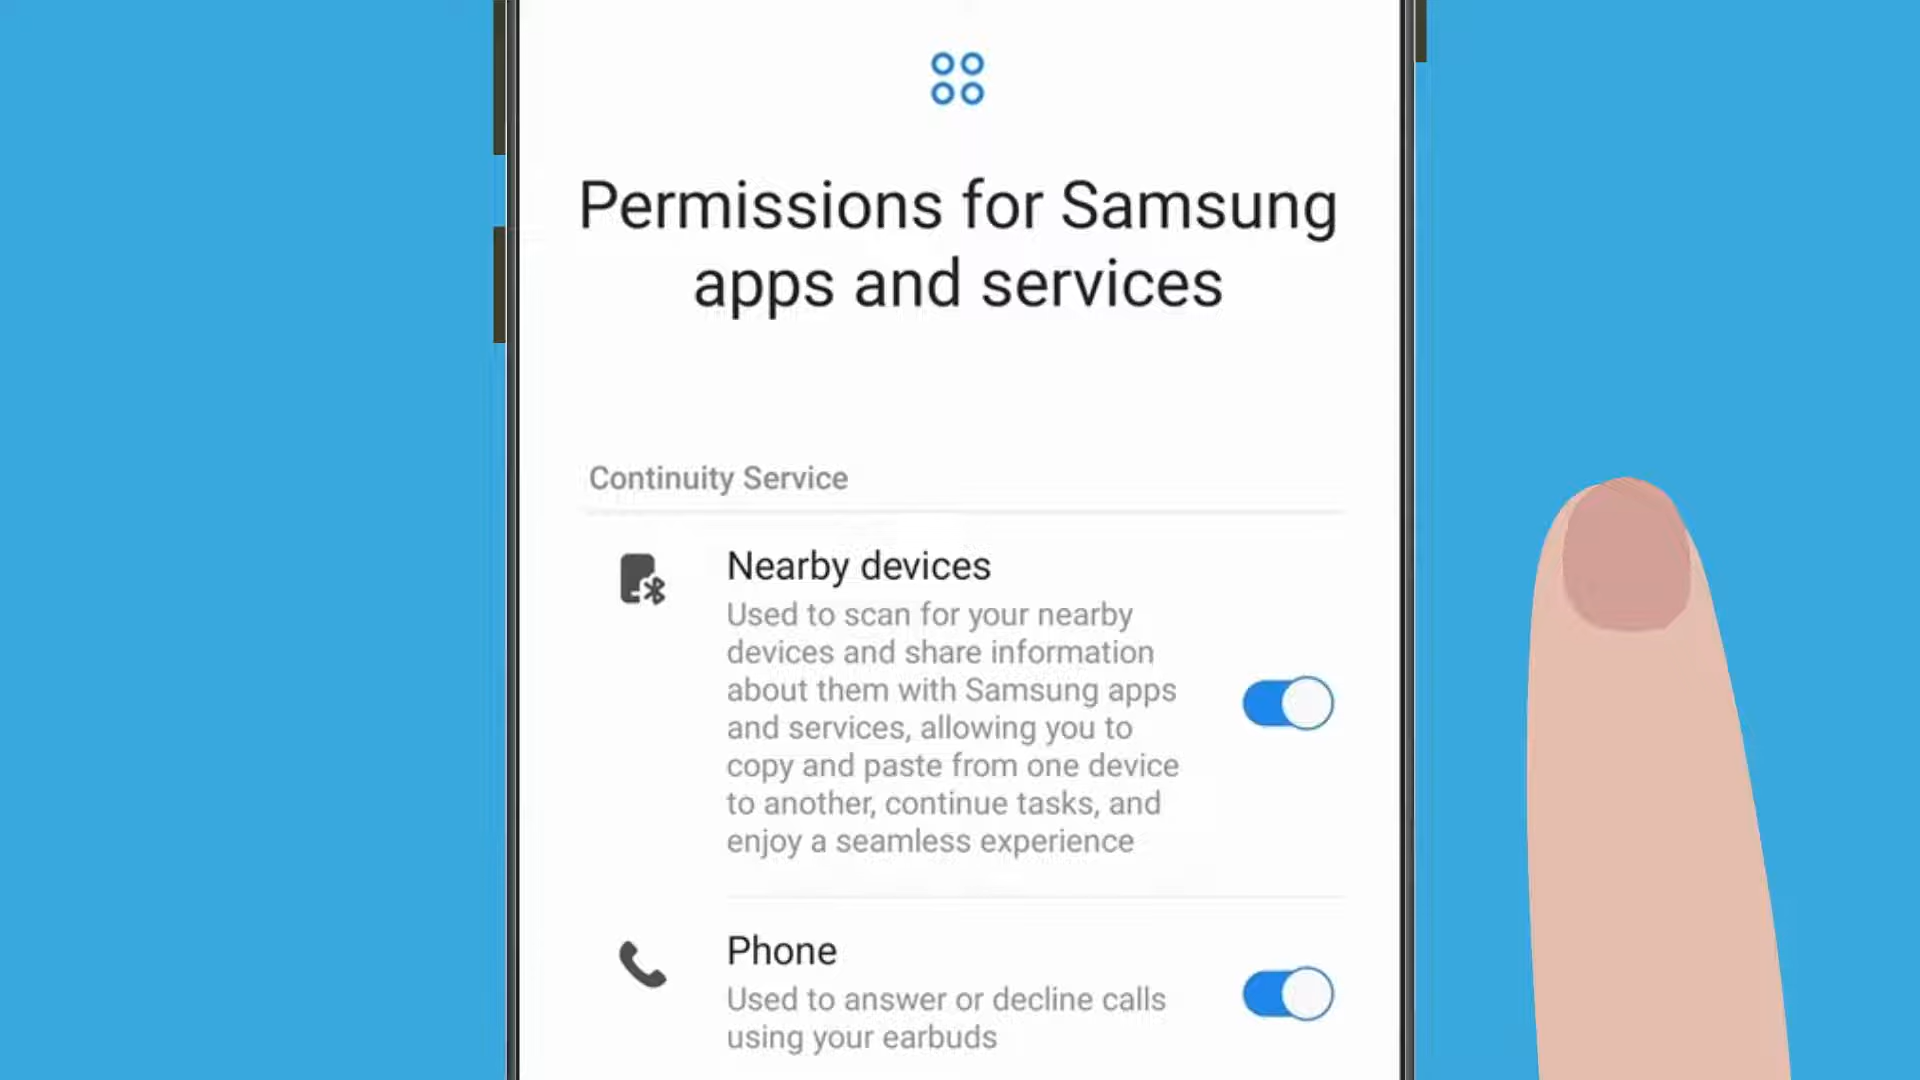 Permissions for Samsung
apps and services
Continuity Service
Nearby devices
Used to scan for your nearby
devices and share information
about them with Samsung apps
and services, allowing you to
copy and paste from one device
to another, continue tasks, and
enjoy a seamless experience
Phone
Used to answer or decline calls
using your earbuds